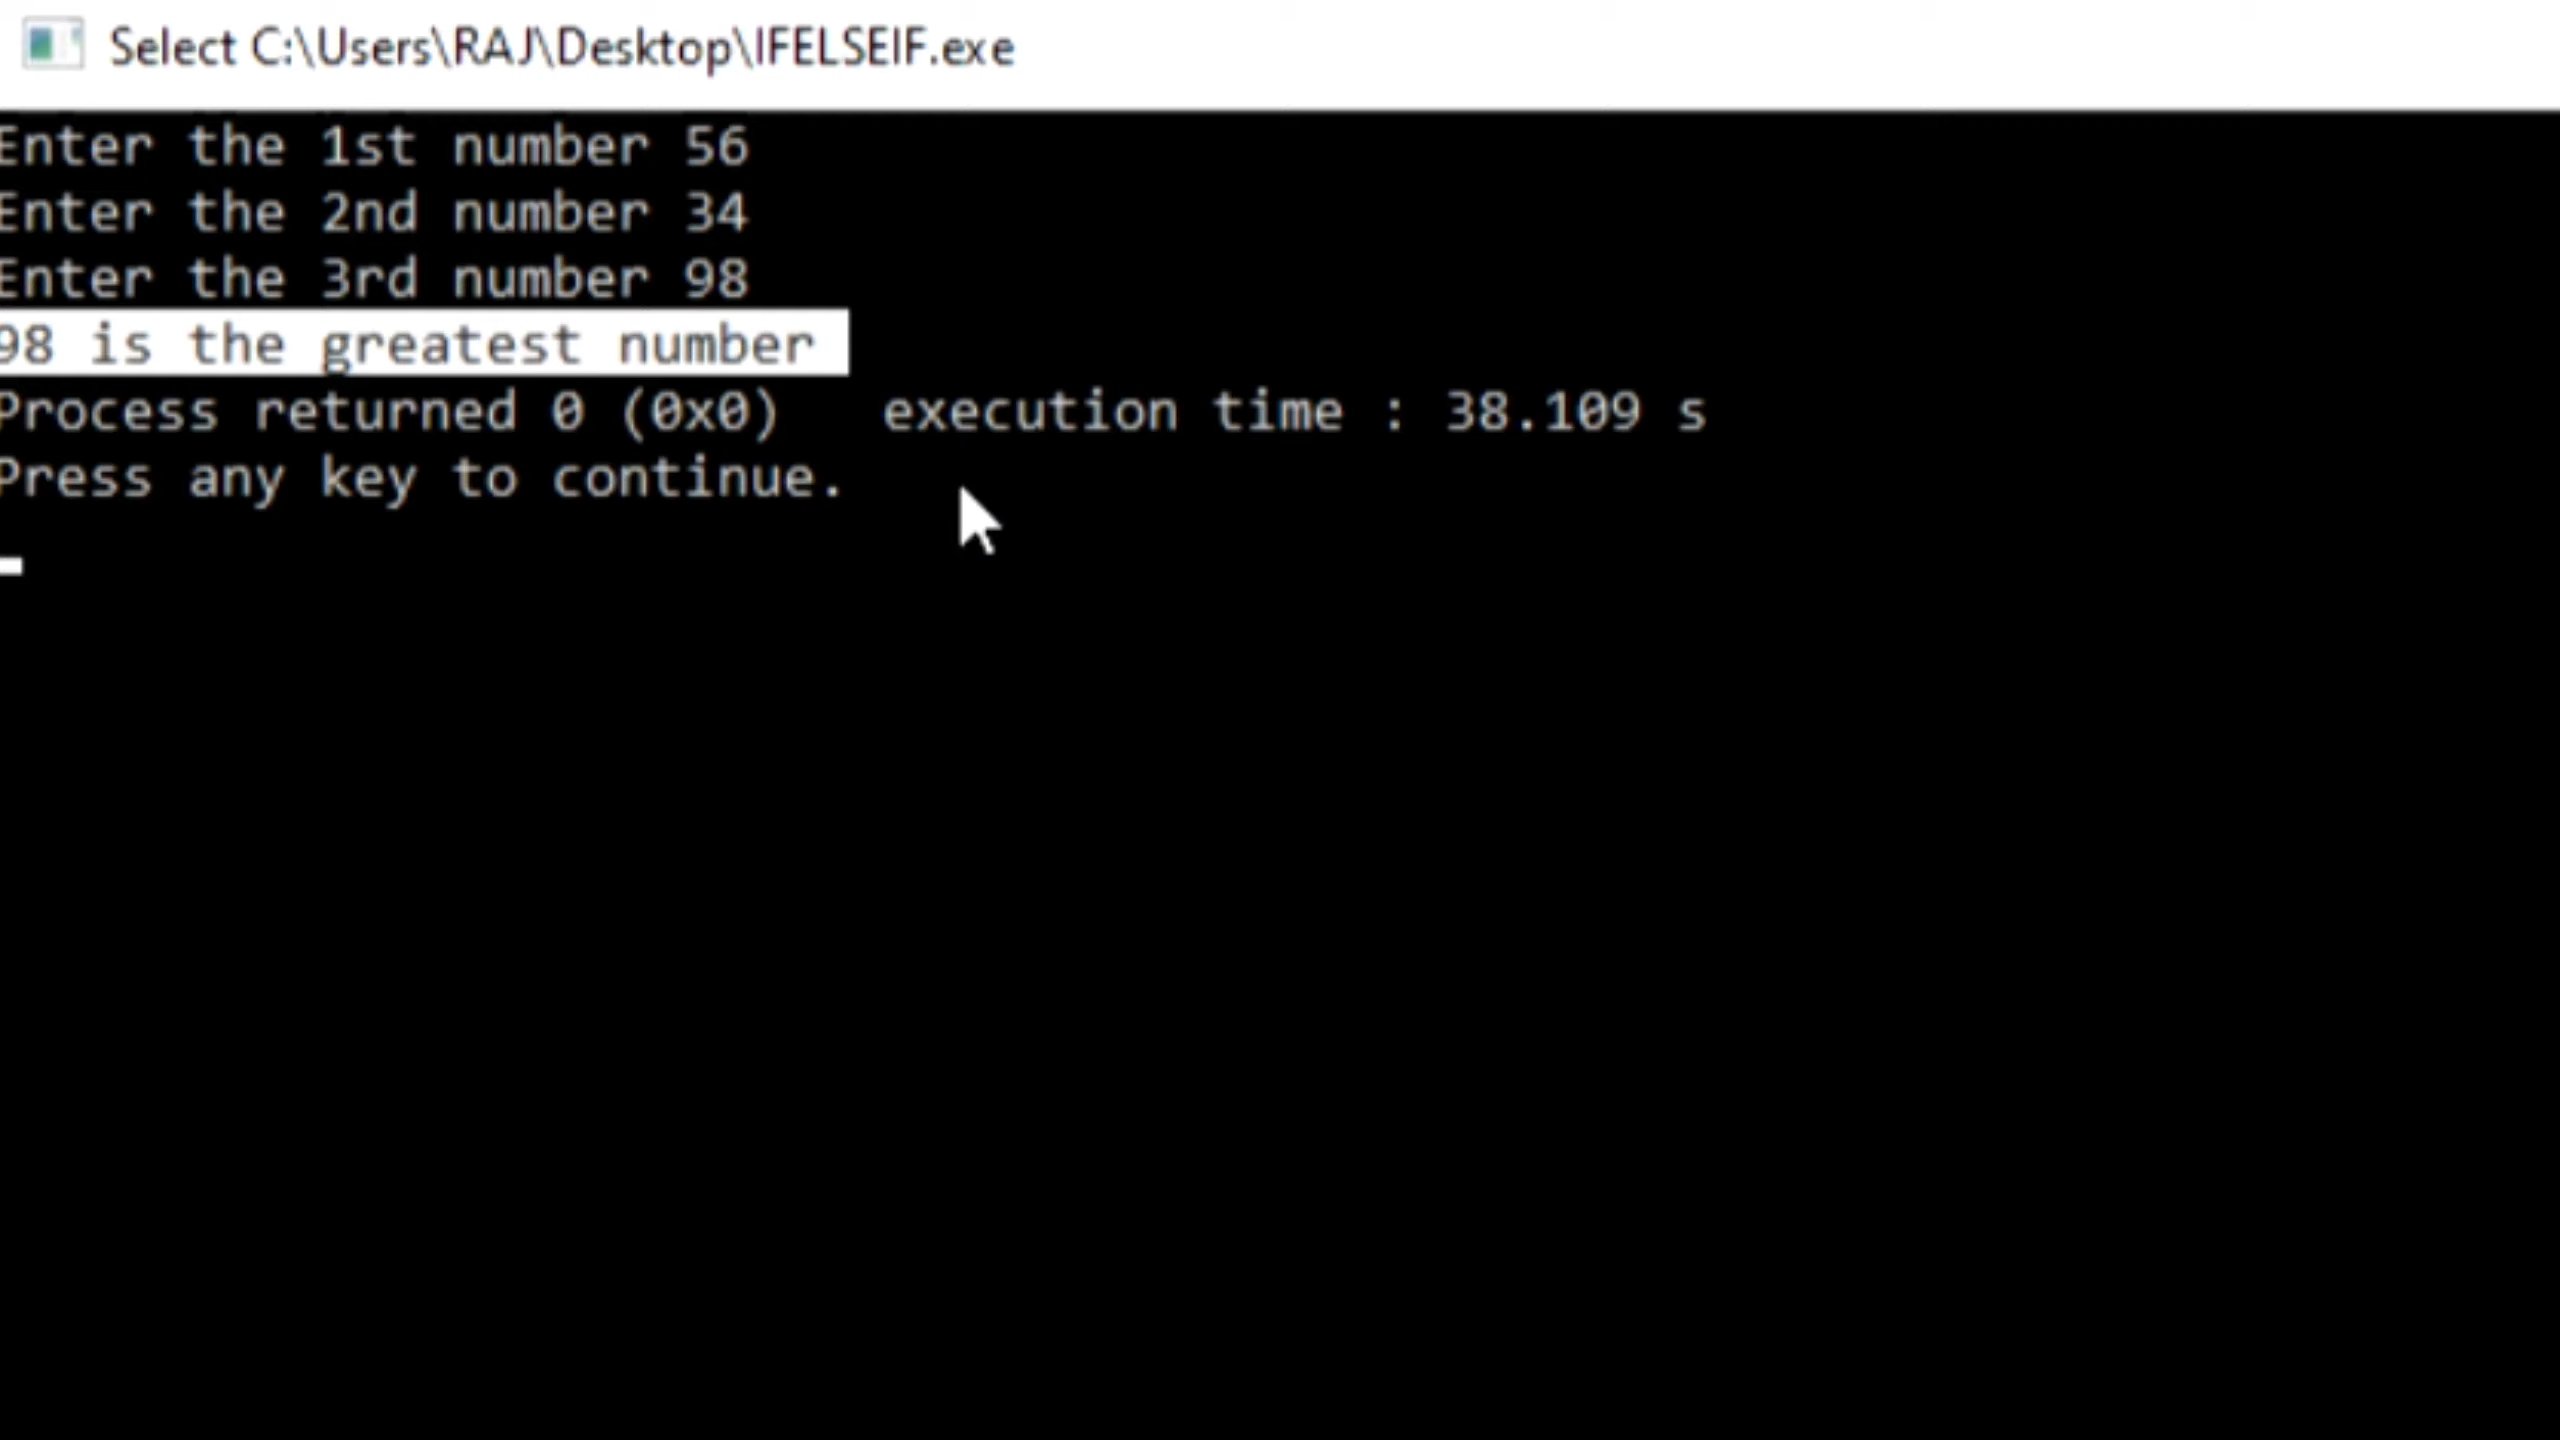 Select C:\Users\RAJ\Desktop\IFELSEIF.exe
Enter the 1st number 56
Enter the 2nd number 34
Enter the 3rd number 98
98 is the greatest number
Process returned 0 (0x0)   execution time : 38.109 s
Press any key to continue.